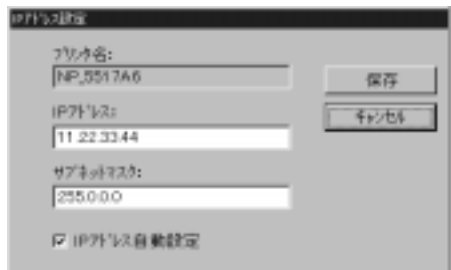 IPｱﾄﾞﾚｽ設定
ﾌﾟﾘﾝﾀ名:
NP_5517A6
保存
IPｱﾄﾞﾚｽ:
ｷｬﾝｾﾙ
11.22.33.44
ｻﾌﾞﾈｯﾄﾏｽｸ:
255.0.0.0
IPｱﾄﾞﾚｽ自動設定